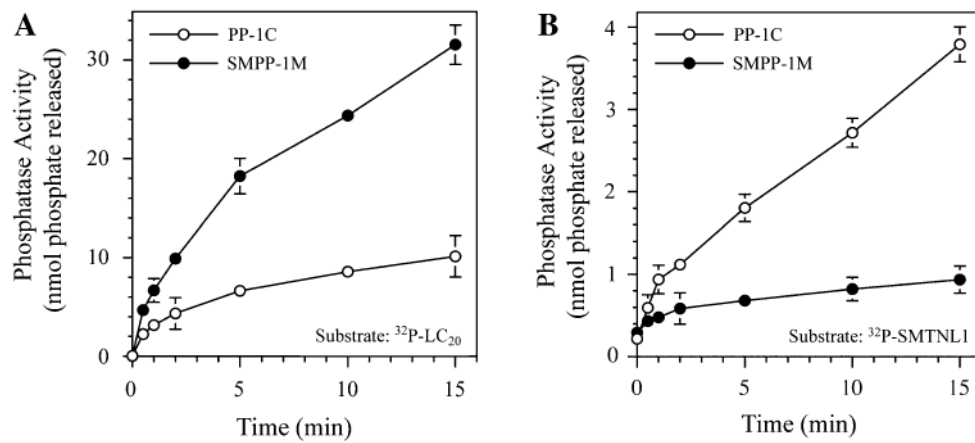 A
PP-1C
SMPP-1M
Phosphatase Activity
(nmol phosphate released)
30
20
10
0
Substrate: ³²P-LC₂₀
0
5
10
15
Time (min)
B
PP-1C
SMPP-1M
Phosphatase Activity
(nmol phosphate released)
4
3
2
1
0
Substrate: ³²P-SMTNL1
0
5
10
15
Time (min)